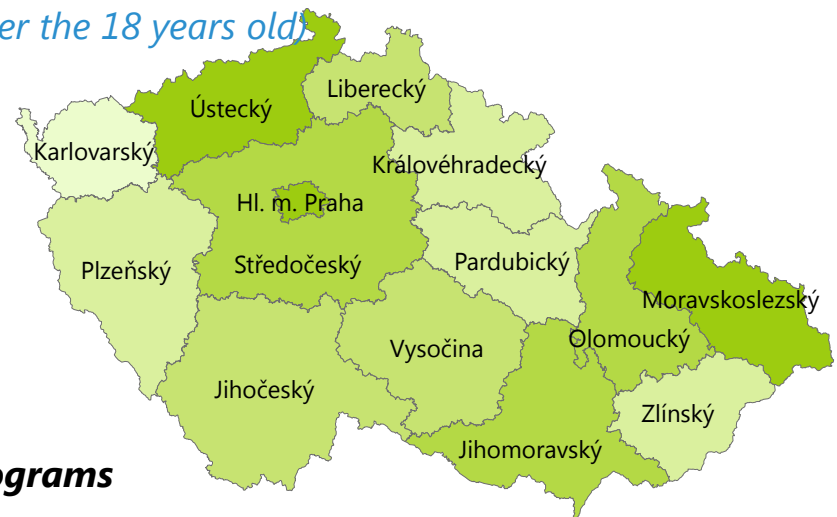 er the 18 years old)
Liberecký
Ústecký
Karlovarský
Královéhradecký
Hl. m. Praha
Plzeňský
Středočeský
Pardubický
Moravskoslezský
Olomoucký
Vysočina
Jihočeský
Zlínský
Jihomoravský
ograms